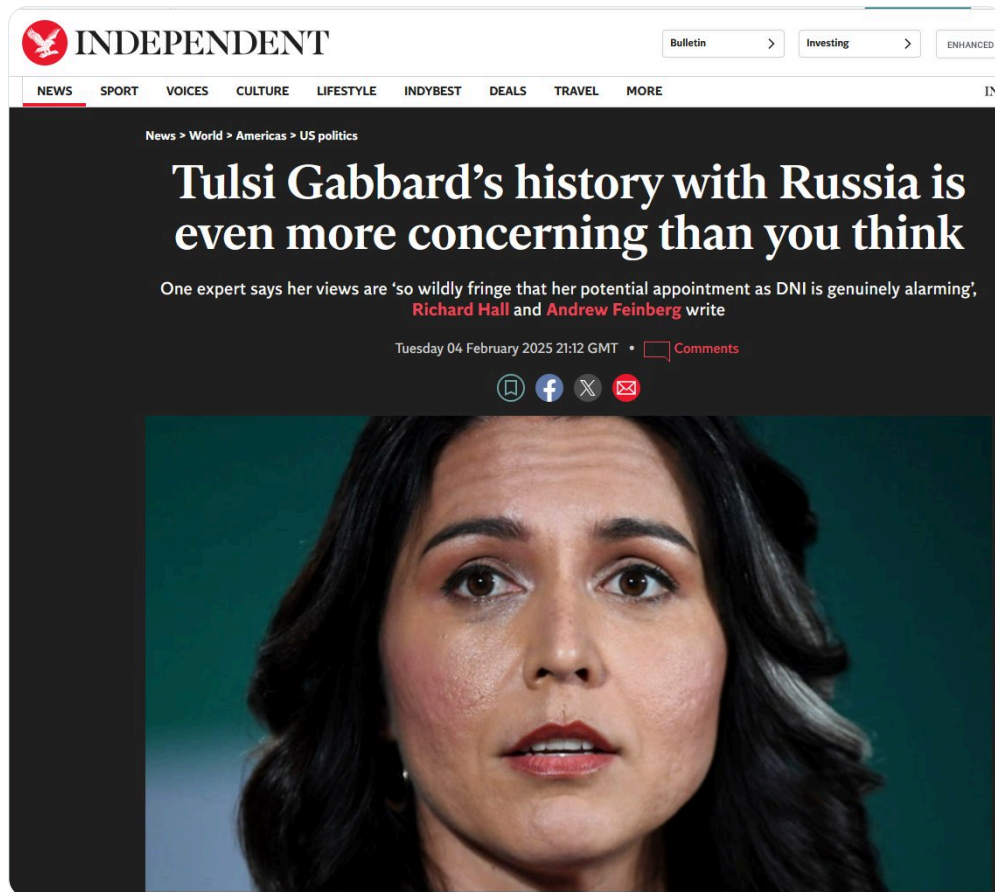 INDEPENDENT
Bulletin
Investing
ENHANCED
NEWS SPORT VOICES CULTURE LIFESTYLE INDYBEST DEALS TRAVEL MORE
News > World > Americas > US politics
Tulsi Gabbard’s history with Russia is
even more concerning than you think
One expert says her views are ‘so wildly fringe that her potential appointment as DNI is genuinely alarming’,
Richard Hall and Andrew Feinberg write
Tuesday 04 February 2025 21:12 GMT • Comments